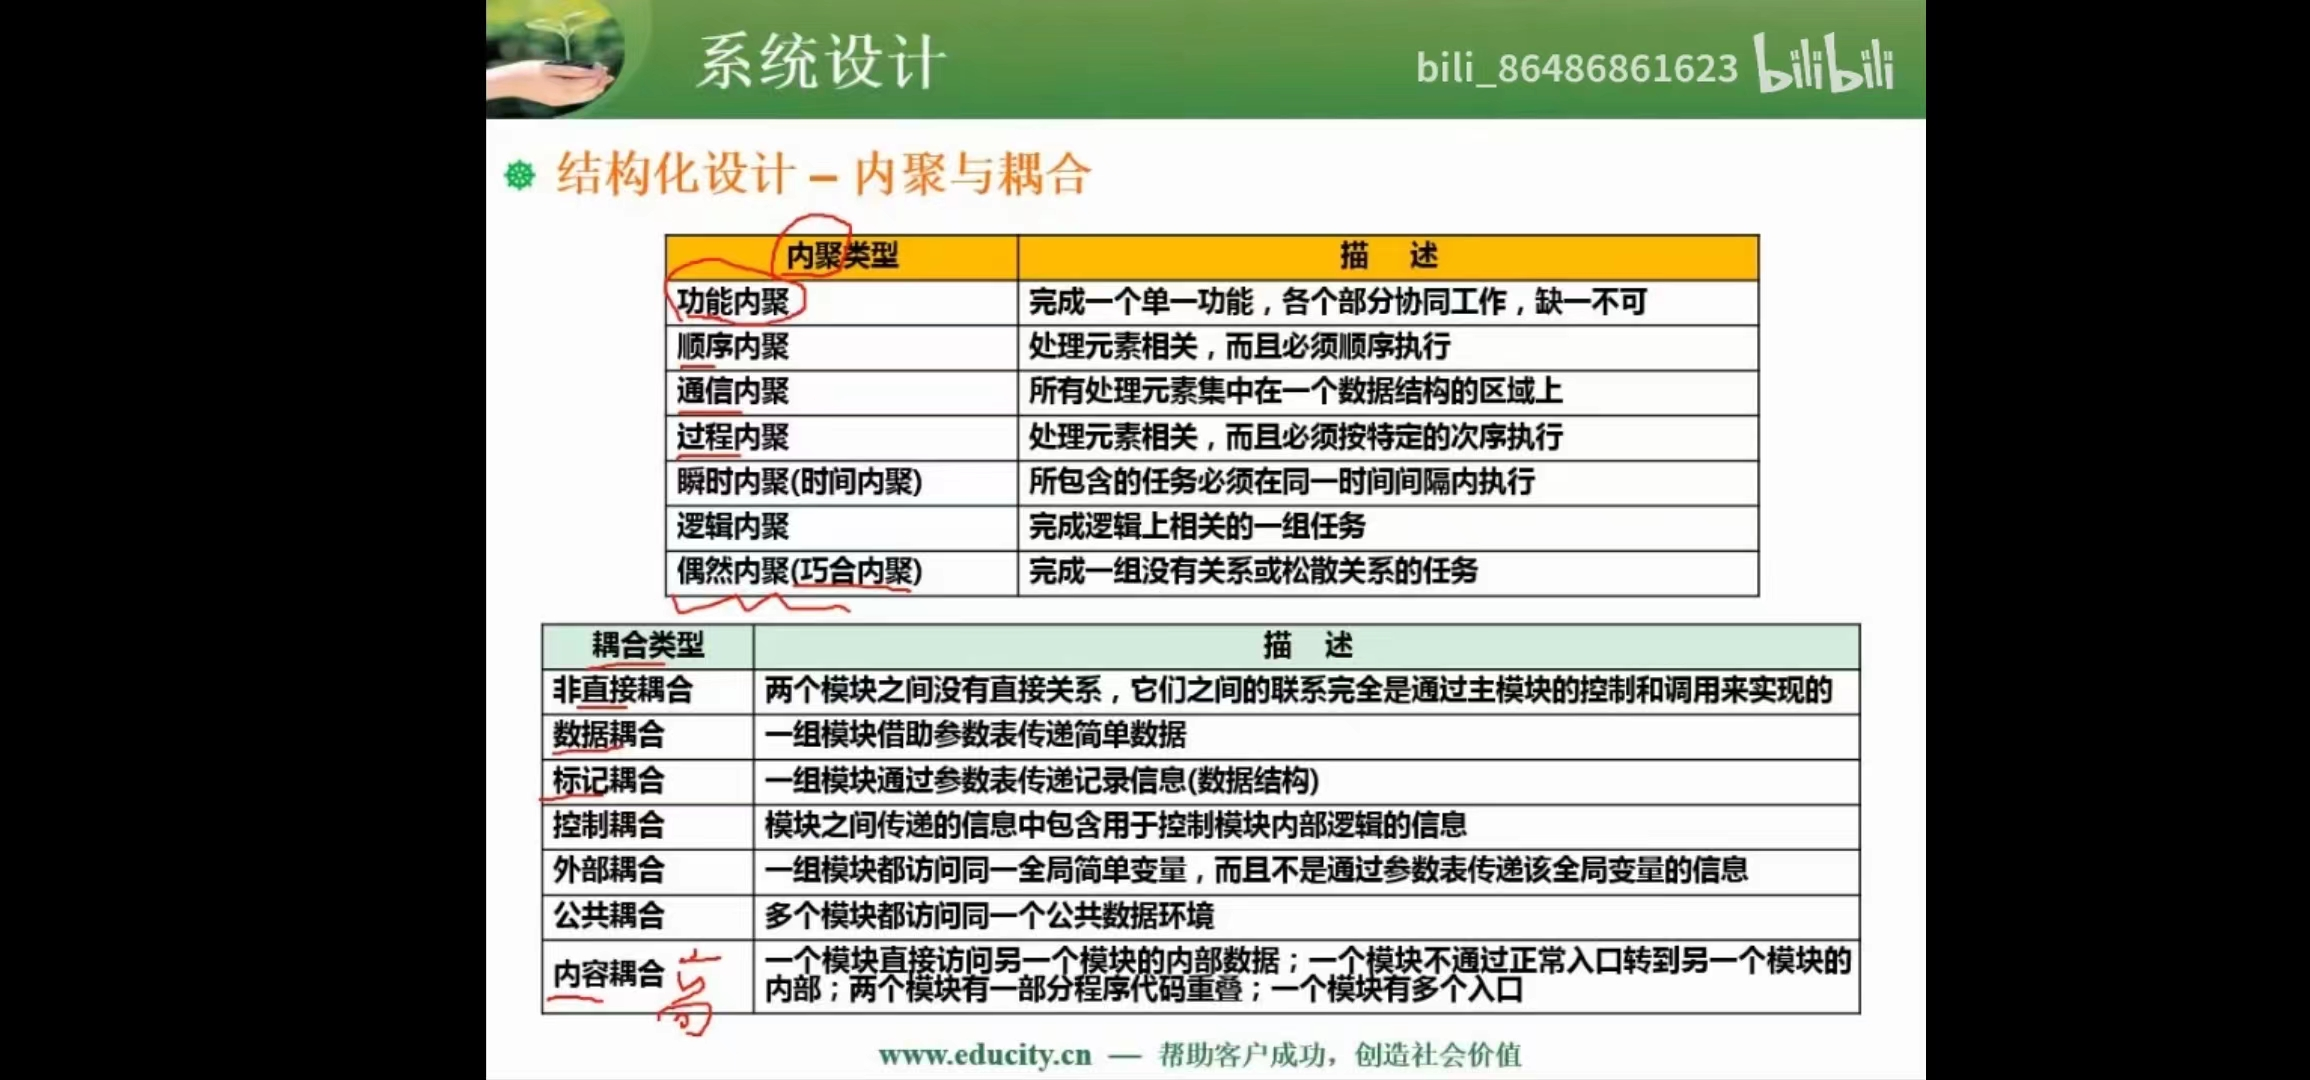 系统设计
bili_86486861623 bilibili
结构化设计 – 内聚与耦合
内聚类型 描 述
功能内聚 完成一个单一功能，各个部分协同工作，缺一不可
顺序内聚 处理元素相关，而且必须顺序执行
通信内聚 所有处理元素集中在一个数据结构的区域上
过程内聚 处理元素相关，而且必须按特定的次序执行
瞬时内聚(时间内聚) 所包含的任务必须在同一时间间隔内执行
逻辑内聚 完成逻辑上相关的一组任务
偶然内聚(巧合内聚) 完成一组没有关系或松散关系的任务
耦合类型 描 述
非直接耦合 两个模块之间没有直接关系，它们之间的联系完全是通过主模块的控制和调用来实现的
数据耦合 一组模块借助参数表传递简单数据
标记耦合 一组模块通过参数表传递记录信息(数据结构)
控制耦合 模块之间传递的信息中包含用于控制模块内部逻辑的信息
外部耦合 一组模块都访问同一全局简单变量，而且不是通过参数表传递该全局变量的信息
公共耦合 多个模块都访问同一个公共数据环境
内容耦合 一个模块直接访问另一个模块的内部数据；一个模块不通过正常入口转到另一个模块的
内部；两个模块有一部分程序代码重叠；一个模块有多个入口
www.educity.cn — 帮助客户成功，创造社会价值